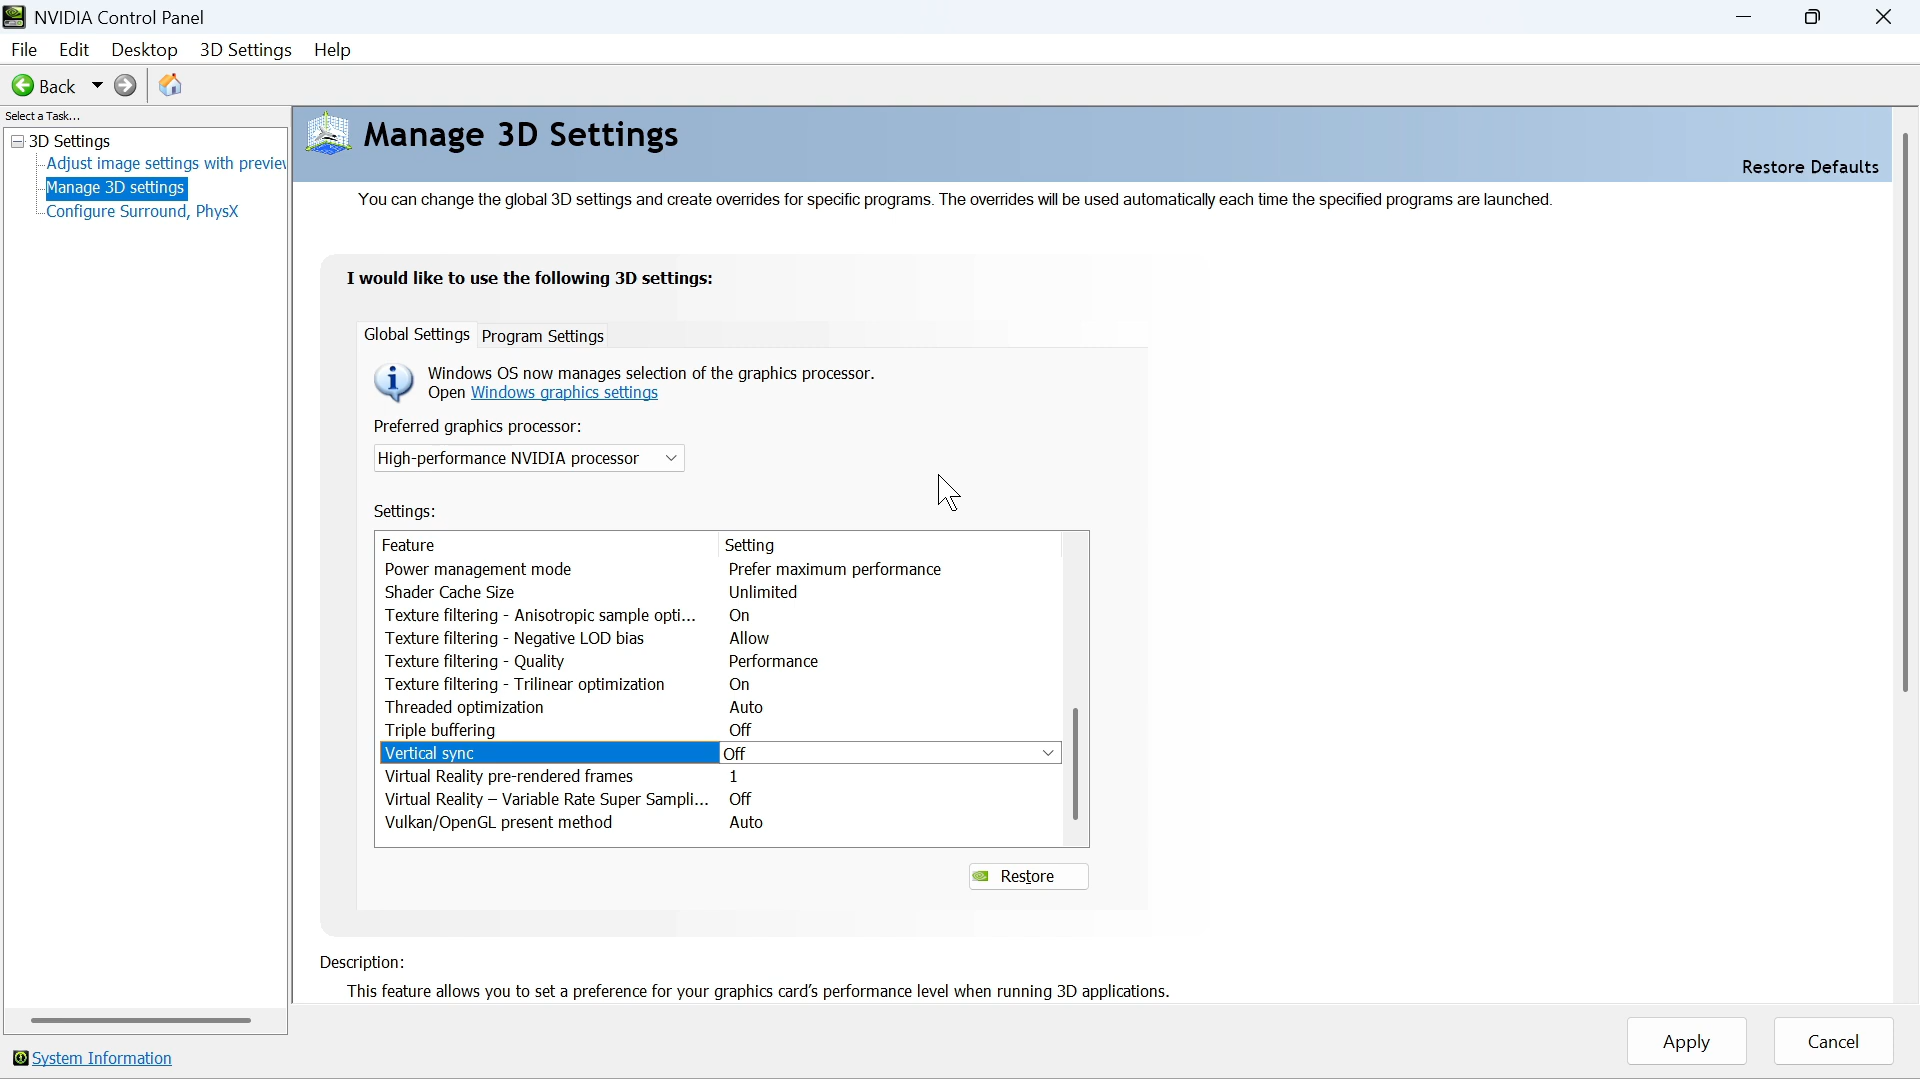 NVIDIA Control Panel
File Edit Desktop 3D Settings Help
Back
Select a Task...
3D Settings
Adjust image settings with preview
Manage 3D settings
Configure Surround, PhysX
System Information
Manage 3D Settings
Restore Defaults
You can change the global 3D settings and create overrides for specific programs. The overrides will be used automatically each time the specified programs are launched.
I would like to use the following 3D settings:
Global Settings Program Settings
Windows OS now manages selection of the graphics processor.
Open Windows graphics settings
Preferred graphics processor:
High-performance NVIDIA processor
Settings:
Feature Setting
Power management mode Prefer maximum performance
Shader Cache Size Unlimited
Texture filtering - Anisotropic sample opti... On
Texture filtering - Negative LOD bias Allow
Texture filtering - Quality Performance
Texture filtering - Trilinear optimization On
Threaded optimization Auto
Triple buffering Off
Vertical sync Off
Virtual Reality pre-rendered frames 1
Virtual Reality – Variable Rate Super Sampli... Off
Vulkan/OpenGL present method Auto
Restore
Description:
This feature allows you to set a preference for your graphics card's performance level when running 3D applications.
Apply Cancel